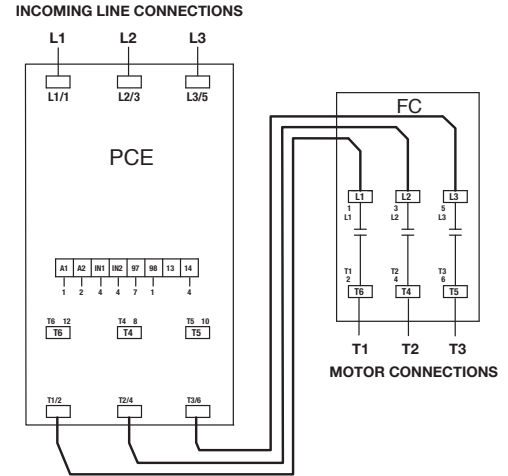 INCOMING LINE CONNECTIONS
L1 L2 L3
L1/1 L2/3 L3/5
PCE
A1 A2 IN1 IN2 97 98 13 14
1 2 4 4 7 1 4
T6 12 T4 8 T5 10
T6 T4 T5
T1/2 T2/4 T3/6
FC
L1 L2 L3
1 3 5
L1 L2 L3
T1 T2 T3
2 4 6
T6 T4 T5
T1 T2 T3
MOTOR CONNECTIONS